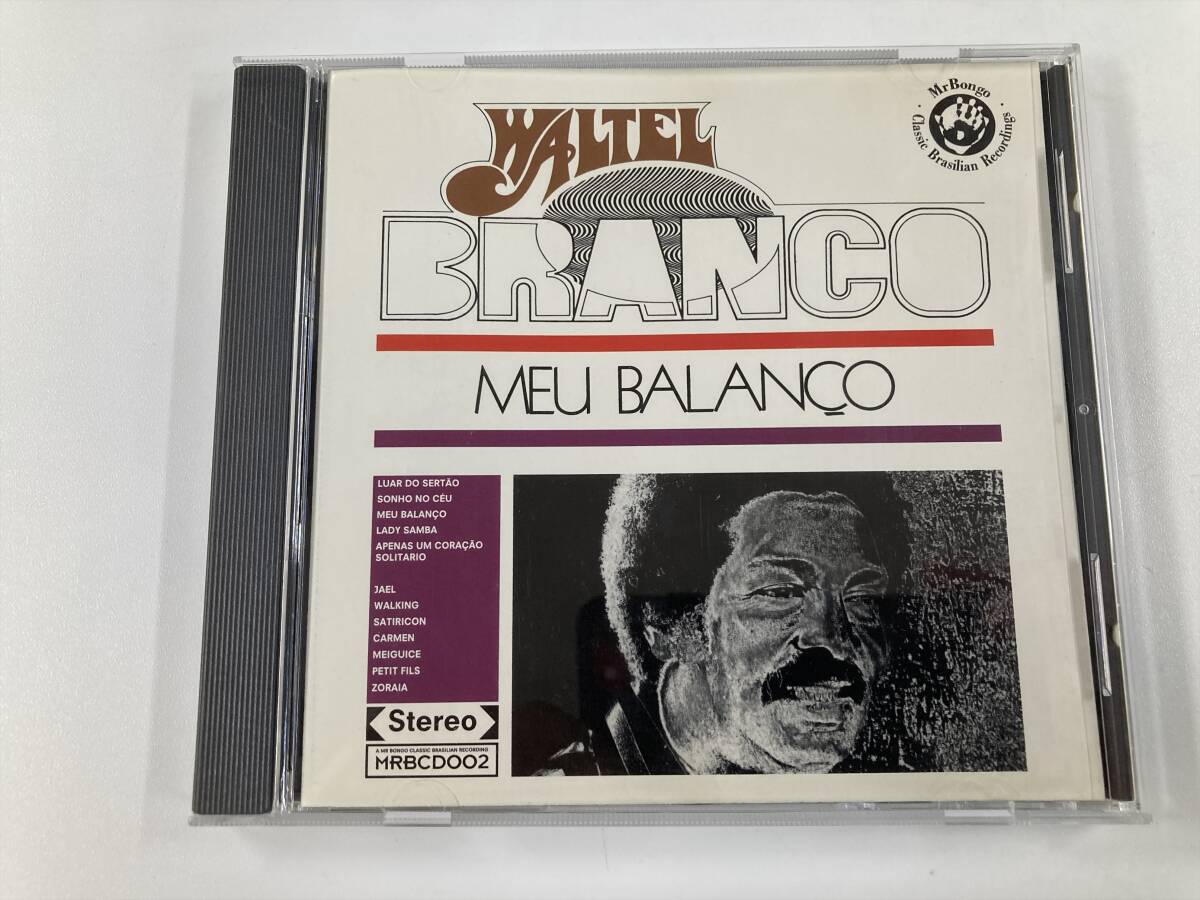 WALTEL
BRANCO
MrBongo
Classic Brasilian Recordings
MEU BALANÇO
LUAR DO SERTÃO
SONHO NO CÉU
MEU BALANÇO
LADY SAMBA
APENAS UM CORAÇÃO
SOLITARIO
JAEL
WALKING
SATIRICON
CARMEN
MEIGUICE
PETIT FILS
ZORAIA
Stereo
A MR BONGO CLASSIC BRASILIAN RECORDING
MRBCD002